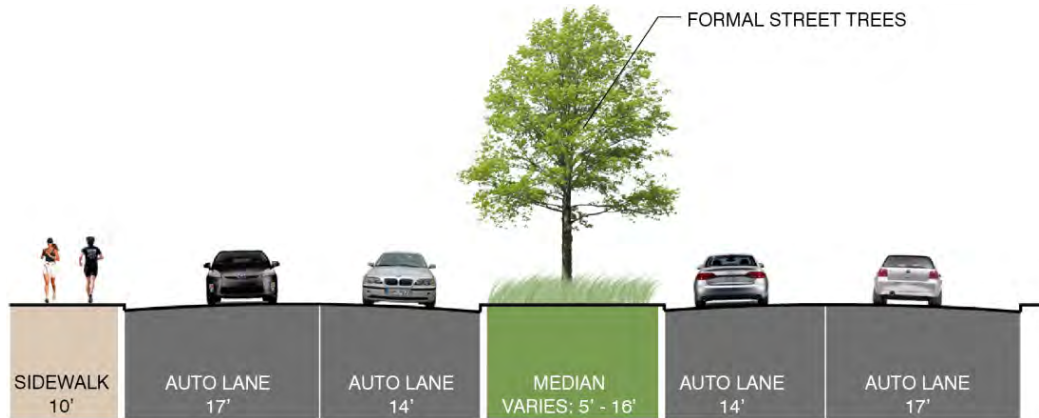 FORMAL STREET TREES
SIDEWALK
10’
AUTO LANE
17’
AUTO LANE
14’
MEDIAN
VARIES: 5’ - 16’
AUTO LANE
14’
AUTO LANE
17’